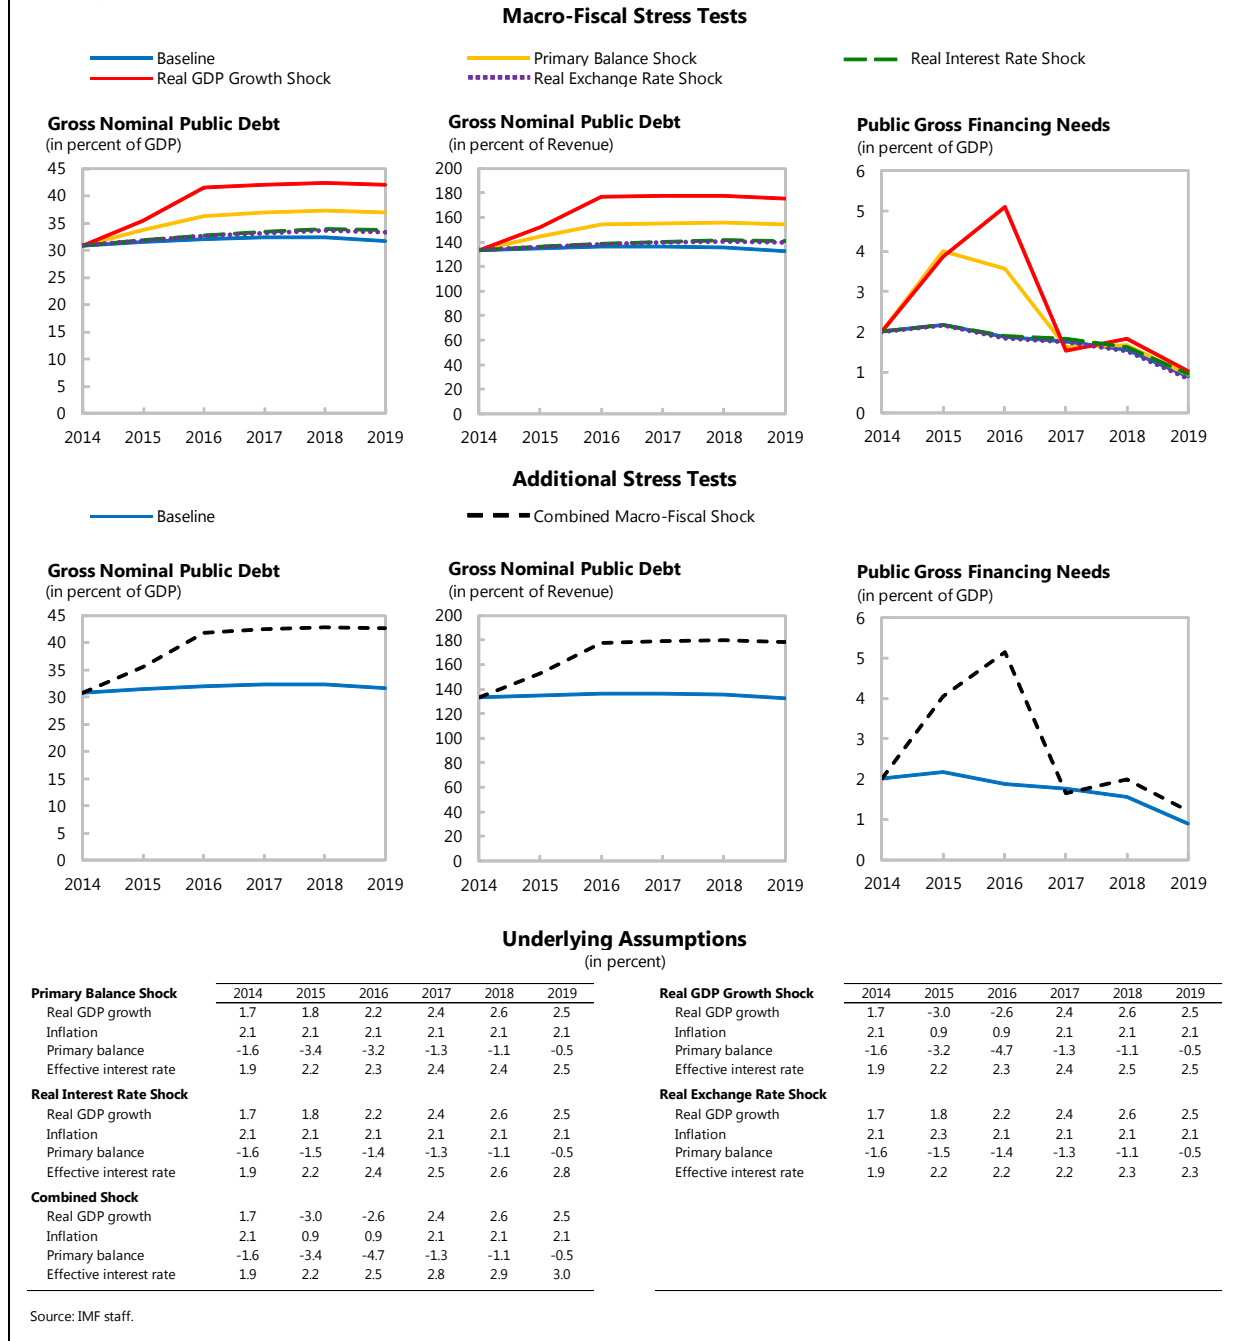 Macro-Fiscal Stress Tests
Baseline
Primary Balance Shock
Real Interest Rate Shock
Real GDP Growth Shock
Real Exchange Rate Shock
Gross Nominal Public Debt
(in percent of GDP)
45
40
35
30
25
20
15
10
5
0
2014 2015 2016 2017 2018 2019
Gross Nominal Public Debt
(in percent of Revenue)
200
180
160
140
120
100
80
60
40
20
0
2014 2015 2016 2017 2018 2019
Public Gross Financing Needs
(in percent of GDP)
6
5
4
3
2
1
0
2014 2015 2016 2017 2018 2019
Additional Stress Tests
Baseline
Combined Macro-Fiscal Shock
Gross Nominal Public Debt
(in percent of GDP)
45
40
35
30
25
20
15
10
5
0
2014 2015 2016 2017 2018 2019
Gross Nominal Public Debt
(in percent of Revenue)
200
180
160
140
120
100
80
60
40
20
0
2014 2015 2016 2017 2018 2019
Public Gross Financing Needs
(in percent of GDP)
6
5
4
3
2
1
0
2014 2015 2016 2017 2018 2019
Underlying Assumptions
(in percent)
Primary Balance Shock 2014 2015 2016 2017 2018 2019
Real GDP growth 1.7 1.8 2.2 2.4 2.6 2.5
Inflation 2.1 2.1 2.1 2.1 2.1 2.1
Primary balance -1.6 -3.4 -3.2 -1.3 -1.1 -0.5
Effective interest rate 1.9 2.2 2.3 2.4 2.4 2.5
Real Interest Rate Shock
Real GDP growth 1.7 1.8 2.2 2.4 2.6 2.5
Inflation 2.1 2.1 2.1 2.1 2.1 2.1
Primary balance -1.6 -1.5 -1.4 -1.3 -1.1 -0.5
Effective interest rate 1.9 2.2 2.4 2.5 2.6 2.8
Combined Shock
Real GDP growth 1.7 -3.0 -2.6 2.4 2.6 2.5
Inflation 2.1 0.9 0.9 2.1 2.1 2.1
Primary balance -1.6 -3.4 -4.7 -1.3 -1.1 -0.5
Effective interest rate 1.9 2.2 2.5 2.8 2.9 3.0
Real GDP Growth Shock 2014 2015 2016 2017 2018 2019
Real GDP growth 1.7 -3.0 -2.6 2.4 2.6 2.5
Inflation 2.1 0.9 0.9 2.1 2.1 2.1
Primary balance -1.6 -3.2 -4.7 -1.3 -1.1 -0.5
Effective interest rate 1.9 2.2 2.3 2.4 2.5 2.5
Real Exchange Rate Shock
Real GDP growth 1.7 1.8 2.2 2.4 2.6 2.5
Inflation 2.1 2.3 2.1 2.1 2.1 2.1
Primary balance -1.6 -1.5 -1.4 -1.3 -1.1 -0.5
Effective interest rate 1.9 2.2 2.2 2.2 2.3 2.3
Source: IMF staff.